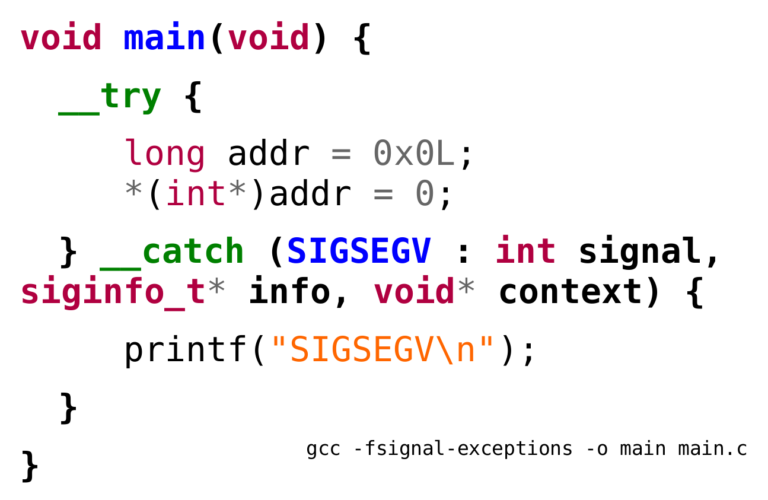 void main(void) {
__try {
long addr = 0x0L;
*(int*)addr = 0;
} __catch (SIGSEGV : int signal,
siginfo_t* info, void* context) {
printf("SIGSEGV\n");
}
gcc -fsignal-exceptions -o main main.c
}